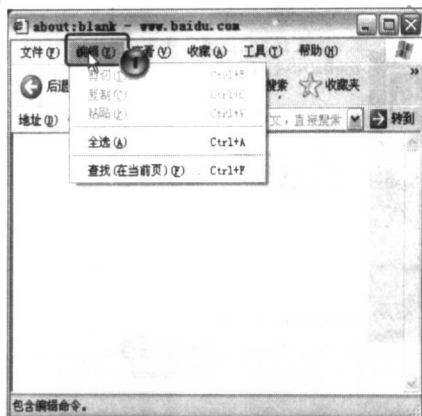 about:blank - www.baidu.com
文件(F) 编辑(E) 查看(V) 收藏(A) 工具(T) 帮助(H)
后退 搜索 收藏夹 »
地址(D) 直接搜索 转到
剪切(T) Ctrl+X
复制(C) Ctrl+C
粘贴(P) Ctrl+V
全选(A) Ctrl+A
查找(在当前页)(F)... Ctrl+F
包含编辑命令。